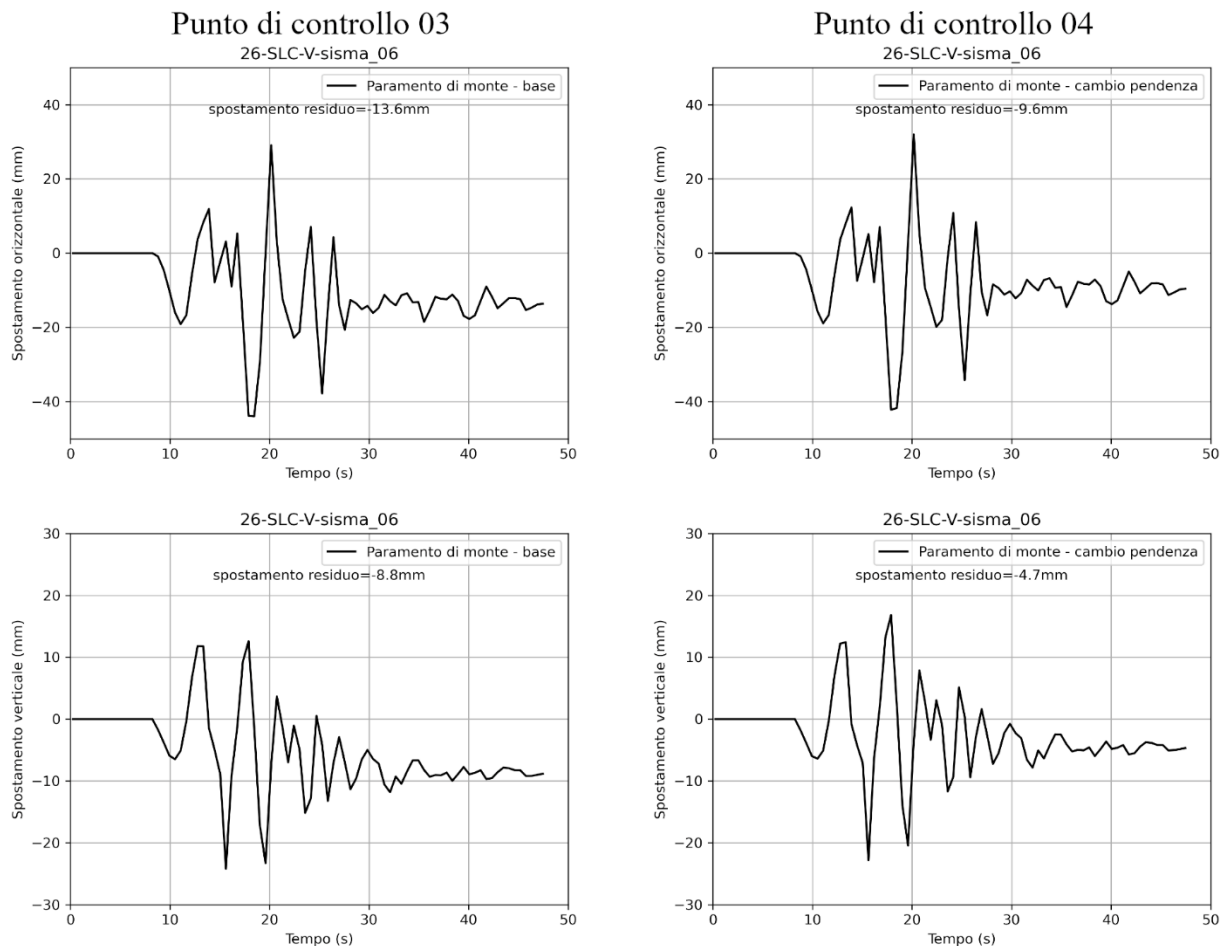 Punto di controllo 03
26-SLC-V-sisma_06
Paramento di monte - base
spostamento residuo=-13.6mm
Spostamento orizzontale (mm)
40
20
0
−20
−40
0 10 20 30 40 50
Tempo (s)
Punto di controllo 04
26-SLC-V-sisma_06
Paramento di monte - cambio pendenza
spostamento residuo=-9.6mm
Spostamento orizzontale (mm)
40
20
0
−20
−40
0 10 20 30 40 50
Tempo (s)
26-SLC-V-sisma_06
Paramento di monte - base
spostamento residuo=-8.8mm
Spostamento verticale (mm)
30
20
10
0
−10
−20
−30
0 10 20 30 40 50
Tempo (s)
26-SLC-V-sisma_06
Paramento di monte - cambio pendenza
spostamento residuo=-4.7mm
Spostamento verticale (mm)
30
20
10
0
−10
−20
−30
0 10 20 30 40 50
Tempo (s)